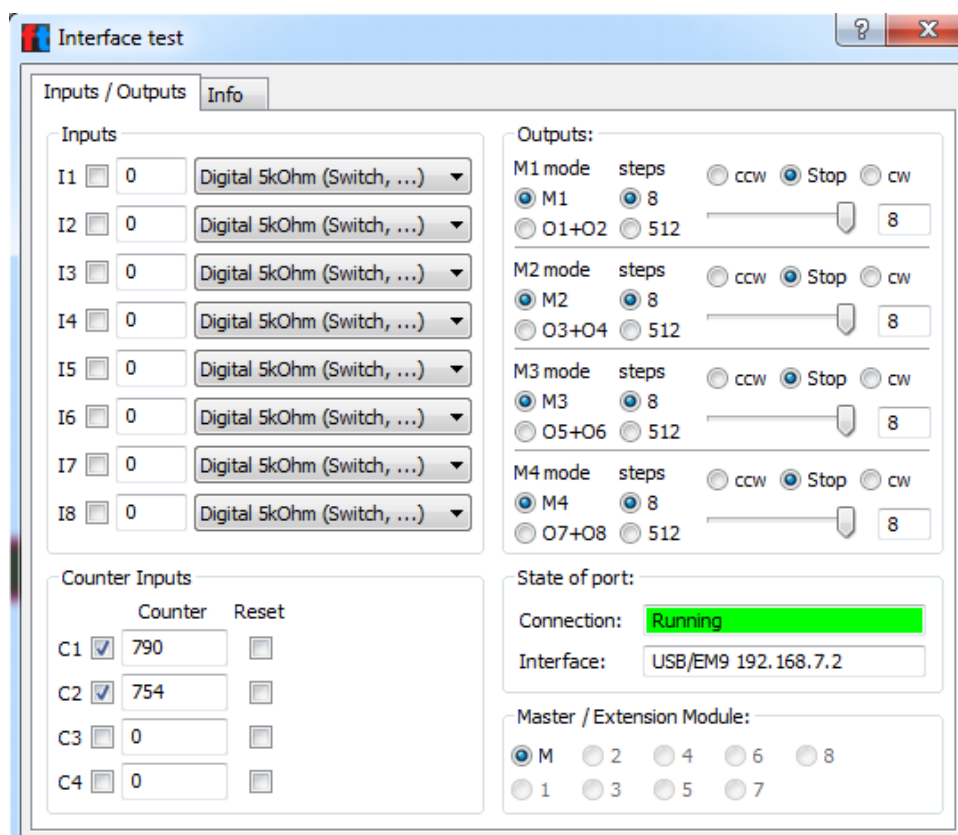 ft Interface test
Inputs / Outputs Info
Inputs
I1 0 Digital 5kOhm (Switch, ...)
I2 0 Digital 5kOhm (Switch, ...)
I3 0 Digital 5kOhm (Switch, ...)
I4 0 Digital 5kOhm (Switch, ...)
I5 0 Digital 5kOhm (Switch, ...)
I6 0 Digital 5kOhm (Switch, ...)
I7 0 Digital 5kOhm (Switch, ...)
I8 0 Digital 5kOhm (Switch, ...)
Outputs:
M1 mode steps ccw Stop cw
M1 8
O1+O2 512 8
M2 mode steps ccw Stop cw
M2 8
O3+O4 512 8
M3 mode steps ccw Stop cw
M3 8
O5+O6 512 8
M4 mode steps ccw Stop cw
M4 8
O7+O8 512 8
Counter Inputs
Counter Reset
C1 790
C2 754
C3 0
C4 0
State of port:
Connection: Running
Interface: USB/EM9 192.168.7.2
Master / Extension Module:
M 2 4 6 8
1 3 5 7